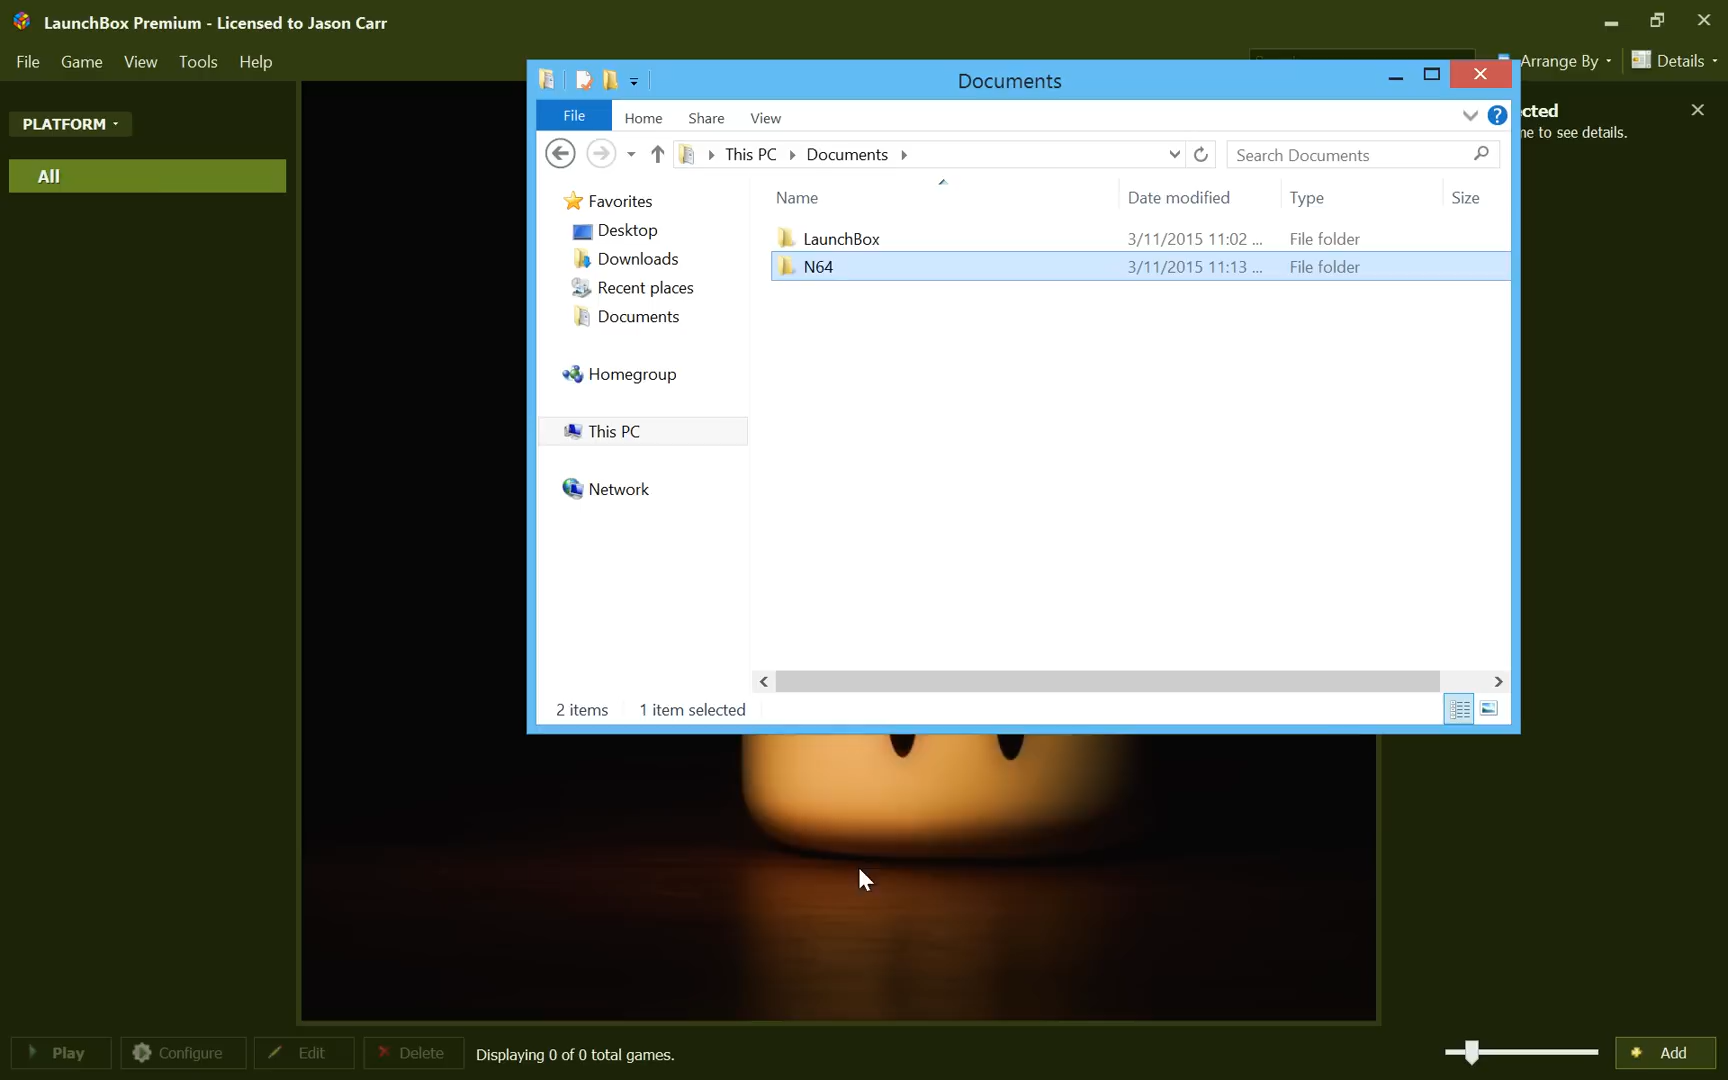 LaunchBox Premium - Licensed to Jason Carr
File Game View Tools Help
Arrange By
Details
PLATFORM
All
Documents
File Home Share View
This PC Documents
Search Documents
Name Date modified Type Size
LaunchBox 3/11/2015 11:02 ... File folder
N64 3/11/2015 11:13 ... File folder
Favorites
Desktop
Downloads
Recent places
Documents
Homegroup
This PC
Network
2 items 1 item selected
cted
me to see details.
Play Configure Edit Delete Displaying 0 of 0 total games.
Add